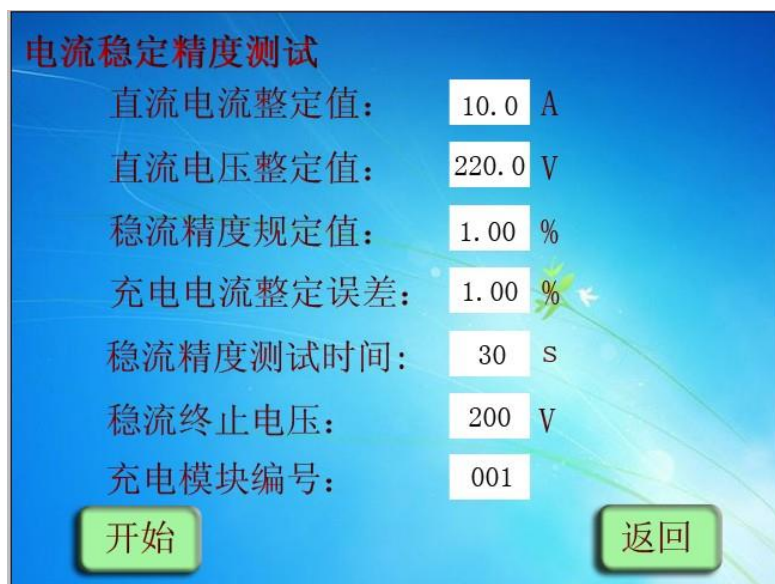 电流稳定精度测试
直流电流整定值： 10.0 A
直流电压整定值： 220.0 V
稳流精度规定值： 1.00 %
充电电流整定误差： 1.00 %
稳流精度测试时间: 30 s
稳流终止电压： 200 V
充电模块编号： 001
开始 返回